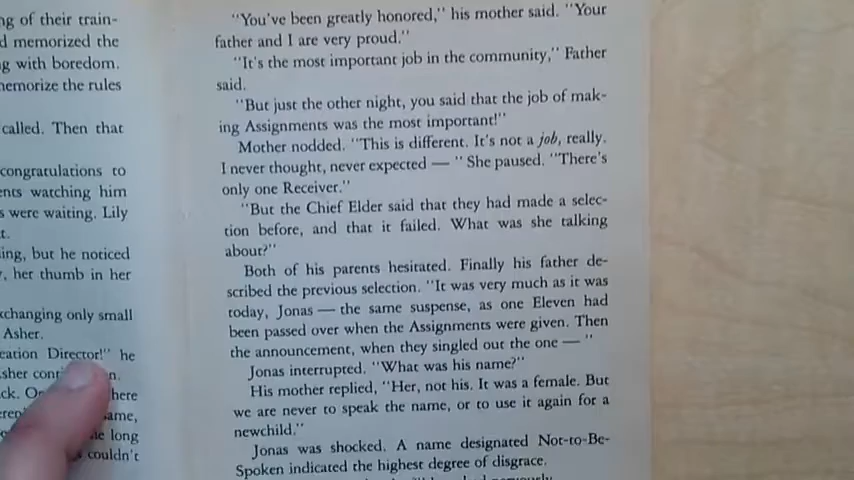 ng of their train-
d memorized the
g with boredom.
nemorize the rules
called. Then that
congratulations to
ents watching him
s were waiting. Lily
t.
ing, but he noticed
, her thumb in her
xchanging only small
Asher.
eation Director!" he
sher con n.
ck. O here
eren ame,
e long
couldn't
"You've been greatly honored," his mother said. "Your
father and I are very proud."
"It's the most important job in the community," Father
said.
"But just the other night, you said that the job of mak-
ing Assignments was the most important!"
Mother nodded. "This is different. It's not a job, really.
I never thought, never expected — " She paused. "There's
only one Receiver."
"But the Chief Elder said that they had made a selec-
tion before, and that it failed. What was she talking
about?"
Both of his parents hesitated. Finally his father de-
scribed the previous selection. "It was very much as it was
today, Jonas — the same suspense, as one Eleven had
been passed over when the Assignments were given. Then
the announcement, when they singled out the one — "
Jonas interrupted. "What was his name?"
His mother replied, "Her, not his. It was a female. But
we are never to speak the name, or to use it again for a
newchild."
Jonas was shocked. A name designated Not-to-Be-
Spoken indicated the highest degree of disgrace.